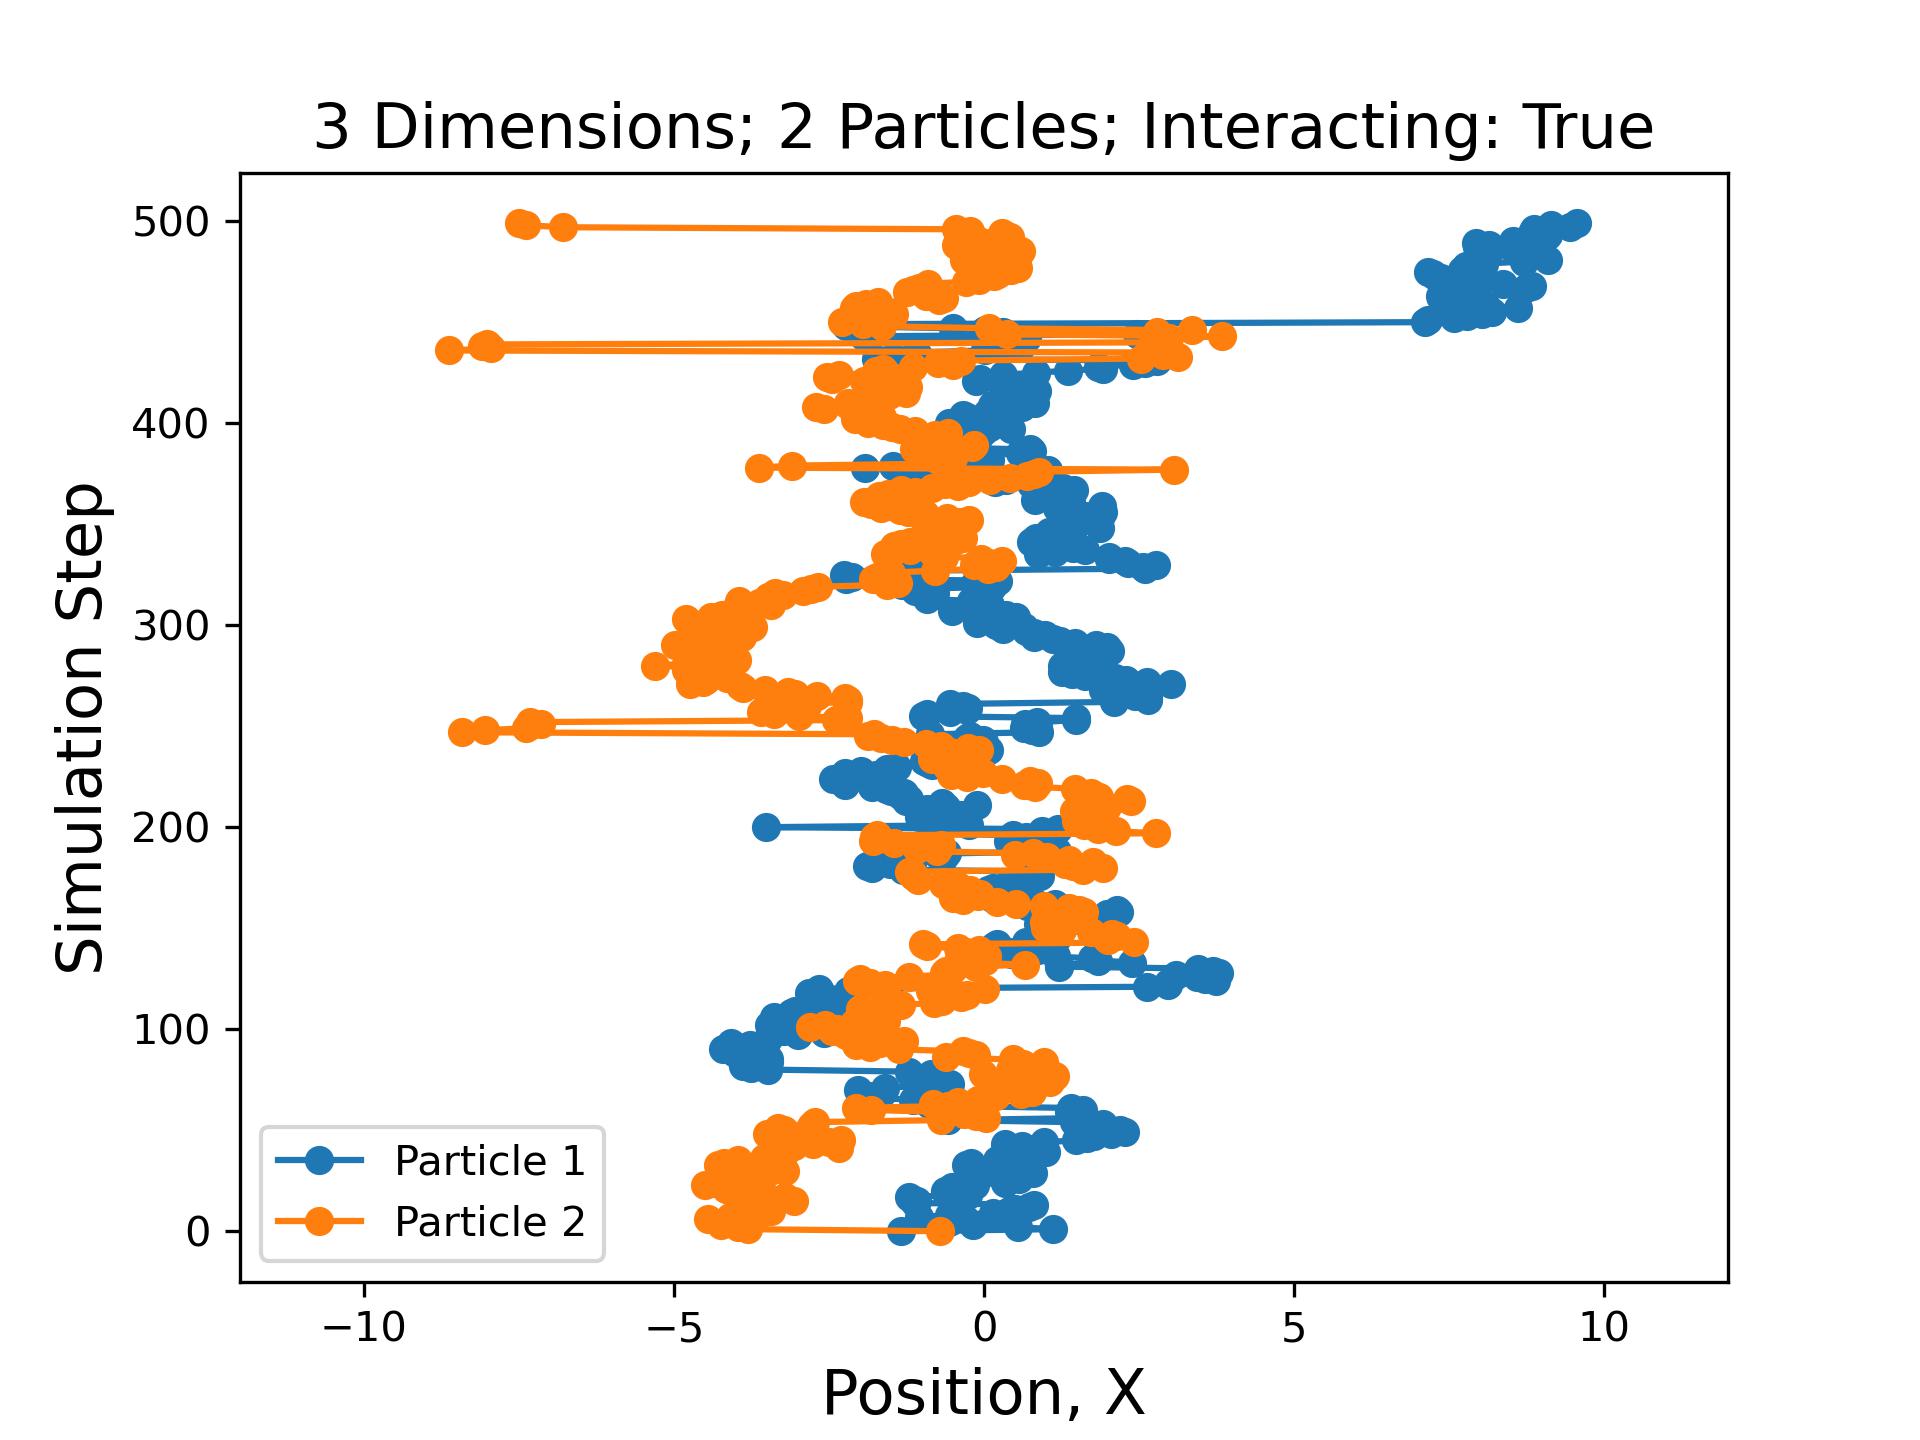 3 Dimensions; 2 Particles; Interacting: True
Simulation Step
500
400
300
200
100
0
Particle 1
Particle 2
−10
−5
0
5
10
Position, X